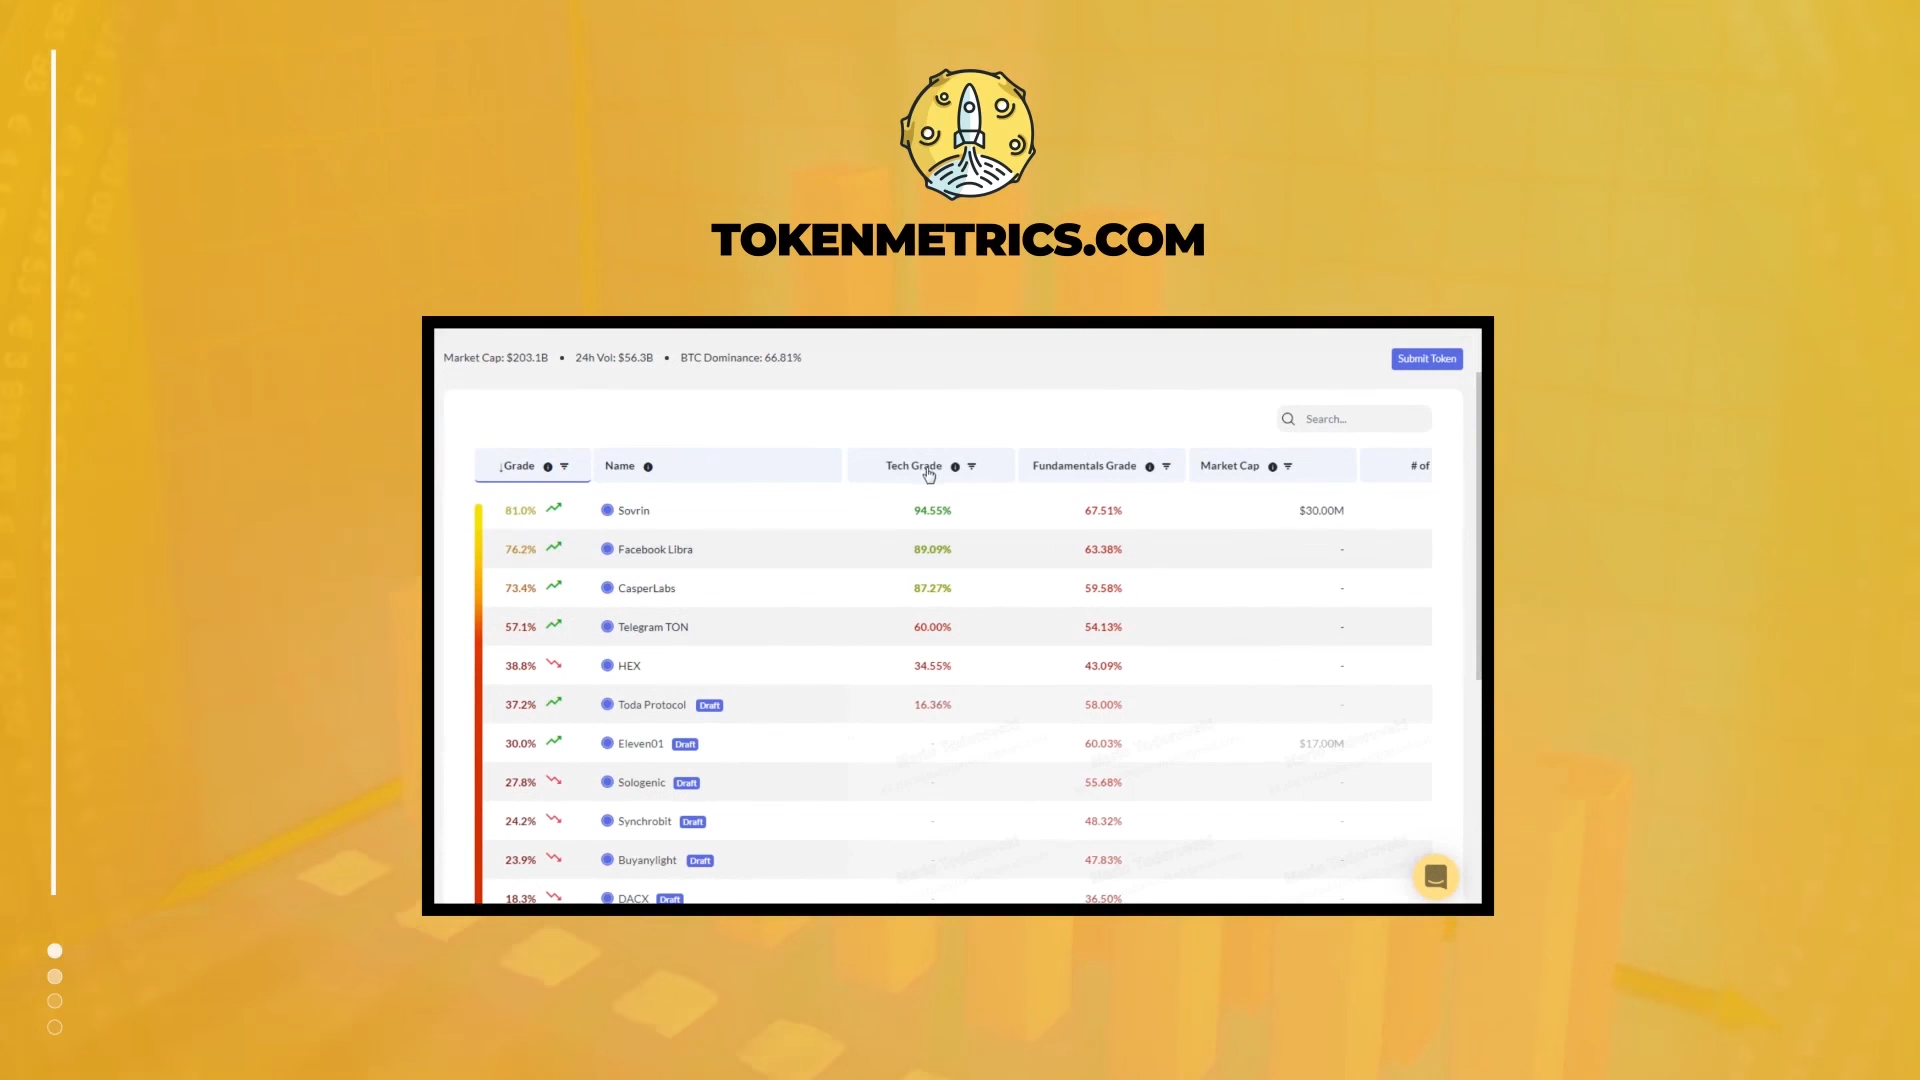 TOKENMETRICS.COM
Market Cap: $203.1B • 24h Vol: $56.3B • BTC Dominance: 66.81%
Submit Token
Search...
↓Grade Name Tech Grade Fundamentals Grade Market Cap # of
81.0% Sovrin 94.55% 67.51% $30.00M
76.2% Facebook Libra 89.09% 63.38% -
73.4% CasperLabs 87.27% 59.58% -
57.1% Telegram TON 60.00% 54.13% -
38.8% HEX 34.55% 43.09% -
37.2% Toda Protocol Draft 16.36% 58.00% -
30.0% Eleven01 Draft - 60.03% $17.00M
27.8% Sologenic Draft - 55.68% -
24.2% Synchrobit Draft - 48.32% -
23.9% Buyanylight Draft - 47.83% -
18.3% DACX Draft - 36.50% -